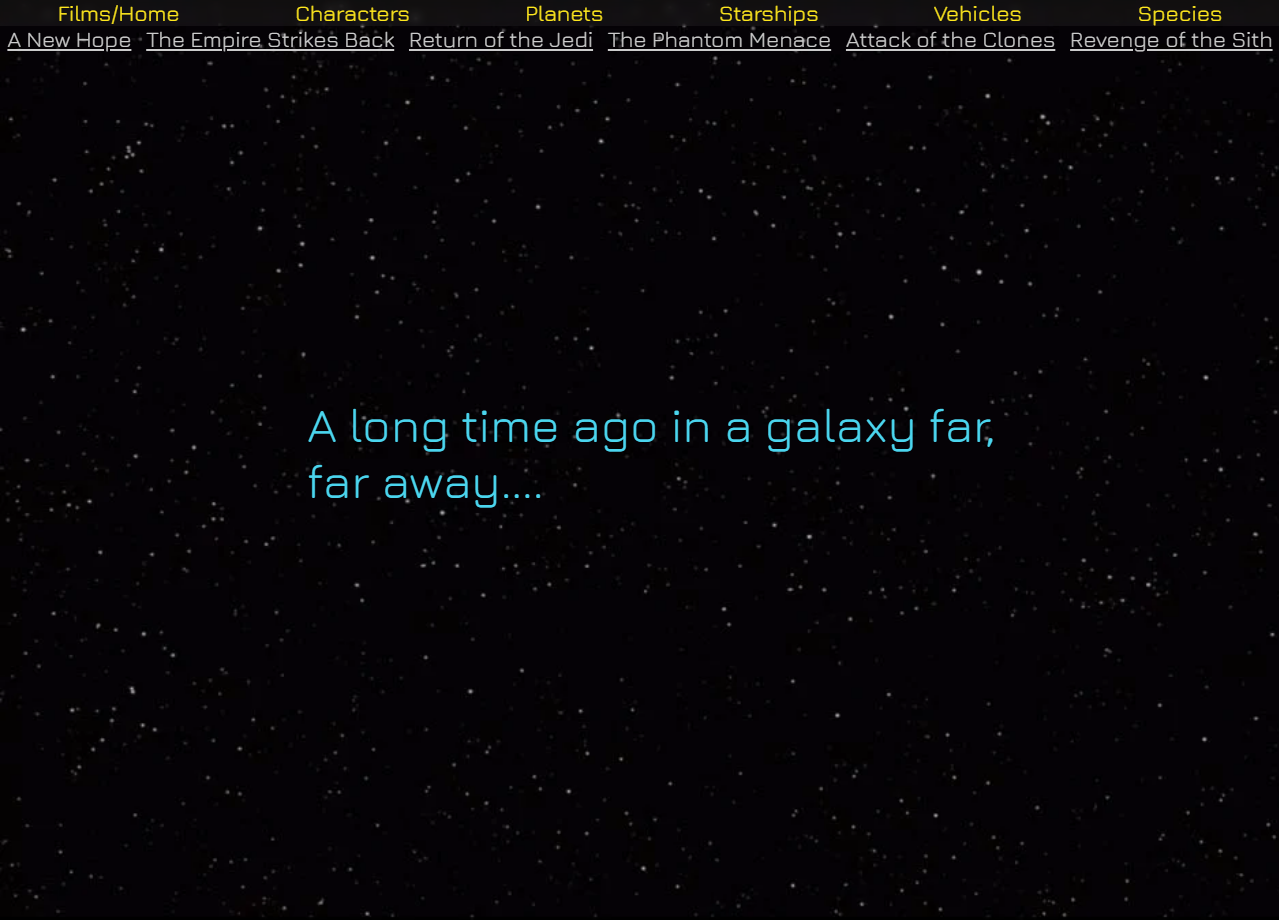 Films/Home Characters Planets Starships Vehicles Species
A New Hope The Empire Strikes Back Return of the Jedi The Phantom Menace Attack of the Clones Revenge of the Sith
A long time ago in a galaxy far,
far away....